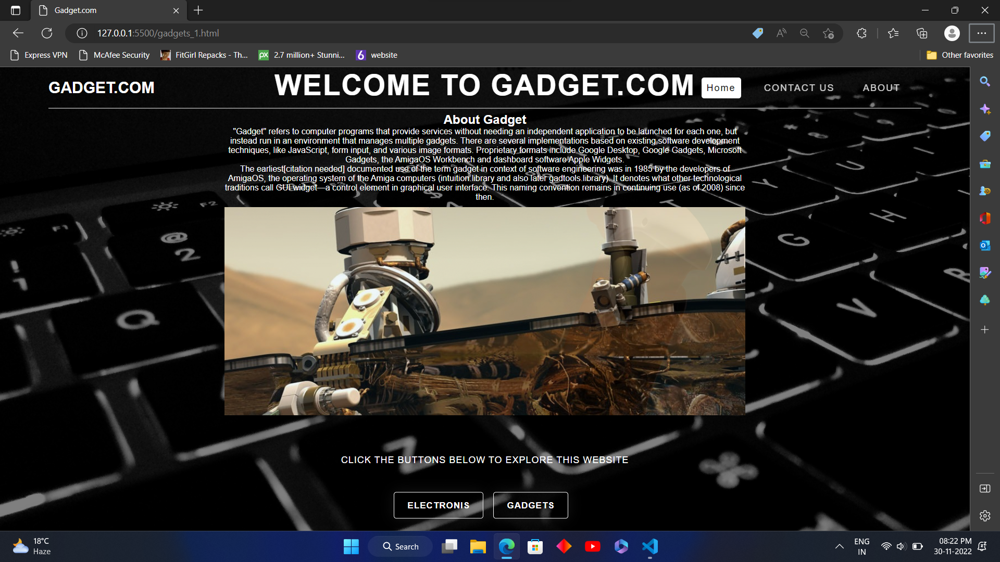 Gadget.com
127.0.0.1:5500/gadgets_1.html
Express VPN
McAfee Security
FitGirl Repacks - Th...
2.7 million+ Stunni...
website
Other favorites
GADGET.COM
WELCOME TO GADGET.COM
Home
CONTACT US
ABOUT
About Gadget
"Gadget" refers to computer programs that provide services without needing an independent application to be launched for each one, but
instead run in an environment that manages multiple gadgets. There are several implementations based on existing software development
techniques, like JavaScript, form input, and various image formats. Proprietary formats include Google Desktop, Google Gadgets, Microsoft
Gadgets, the AmigaOS Workbench and dashboard software Apple Widgets.
The earliest[citation needed] documented use of the term gadget in context of software engineering was in 1985 by the developers of
AmigaOS, the operating system of the Amiga computers (intuition.library and also later gadtools.library). It denotes what other technological
traditions call GUI widget—a control element in graphical user interface. This naming convention remains in continuing use (as of 2008) since
then.
F1
F2
@
2
!
1
Q
Z
Y
H
G
V
B
CLICK THE BUTTONS BELOW TO EXPLORE THIS WEBSITE
ELECTRONIS
GADGETS
18°C
Haze
Search
ENG
IN
08:22 PM
30-11-2022